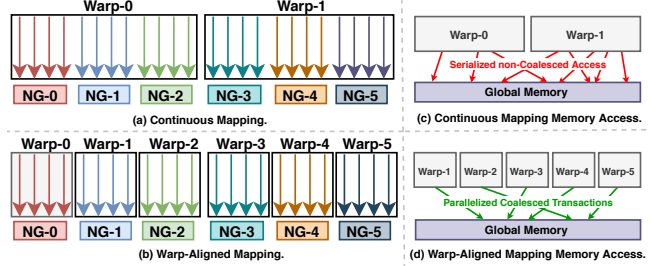 Warp-0 Warp-1
NG-0 NG-1 NG-2 NG-3 NG-4 NG-5
(a) Continuous Mapping.
Warp-0 Warp-1 Warp-2 Warp-3 Warp-4 Warp-5
NG-0 NG-1 NG-2 NG-3 NG-4 NG-5
(b) Warp-Aligned Mapping.
Warp-0 Warp-1
Serialized non-Coalesced Access
Global Memory
(c) Continuous Mapping Memory Access.
Warp-1 Warp-2 Warp-3 Warp-4 Warp-5
Parallelized Coalesced Transactions
Global Memory
(d) Warp-Aligned Mapping Memory Access.